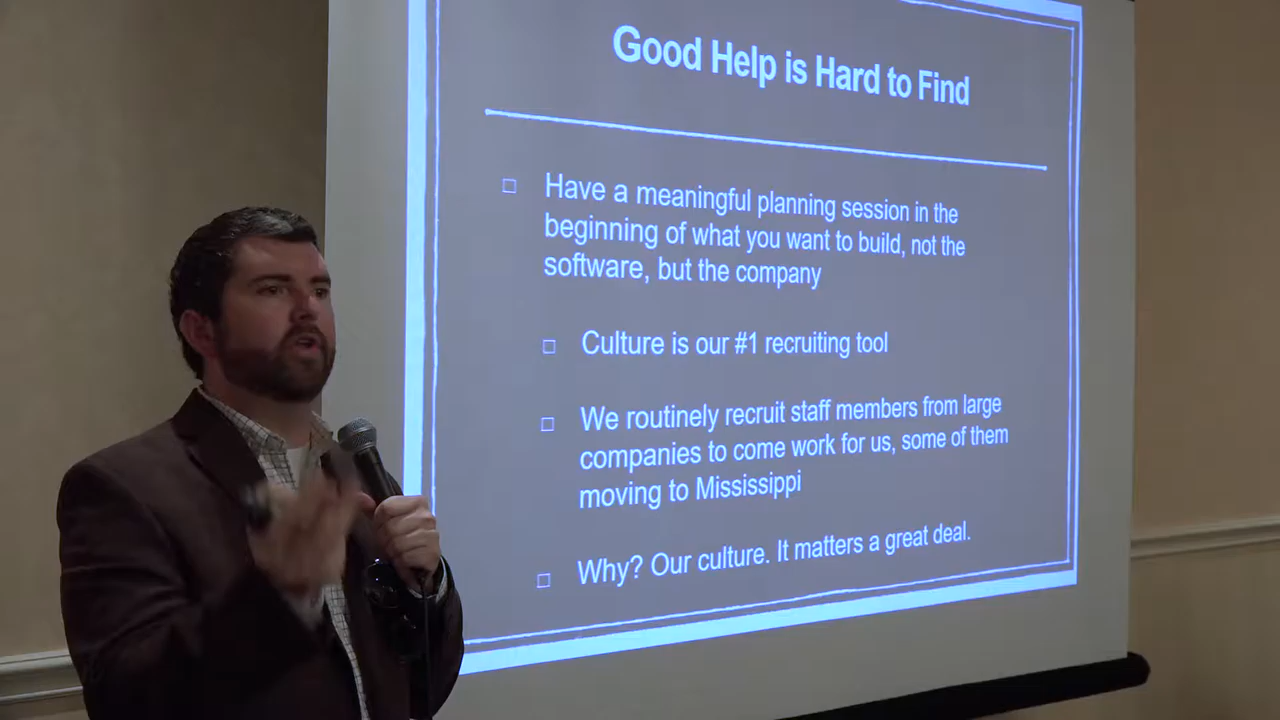 Good Help is Hard to Find
□ Have a meaningful planning session in the
beginning of what you want to build, not the
software, but the company
□ Culture is our #1 recruiting tool
□ We routinely recruit staff members from large
companies to come work for us, some of them
moving to Mississippi
□ Why? Our culture. It matters a great deal.